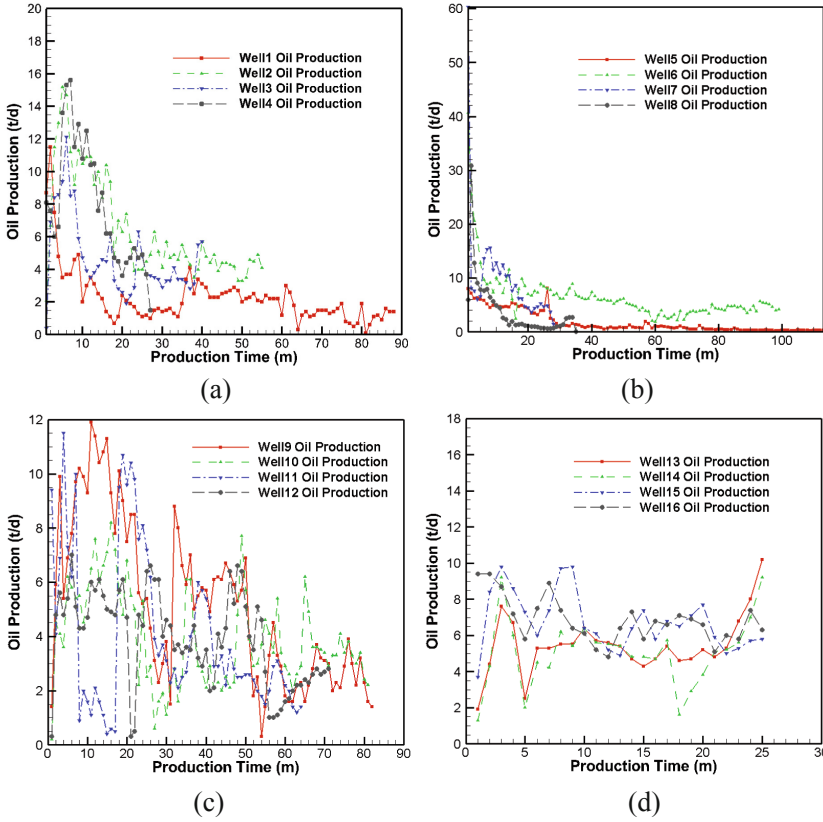 20
18
16
14
12
10
8
6
4
2
0
Oil Production (t/d)
Well1 Oil Production
Well2 Oil Production
Well3 Oil Production
Well4 Oil Production
10 20 30 40 50 60 70 80 90
Production Time (m)
(a)
60
50
40
30
20
10
0
Oil Production (t/d)
Well5 Oil Production
Well6 Oil Production
Well7 Oil Production
Well8 Oil Production
20 40 60 80 100
Production Time (m)
(b)
12
10
8
6
4
2
0
Oil Production (t/d)
Well9 Oil Production
Well10 Oil Production
Well11 Oil Production
Well12 Oil Production
0 10 20 30 40 50 60 70 80 90
Production Time (m)
(c)
18
16
14
12
10
8
6
4
2
0
Oil Production (t/d)
Well13 Oil Production
Well14 Oil Production
Well15 Oil Production
Well16 Oil Production
0 5 10 15 20 25 30
Production Time (m)
(d)